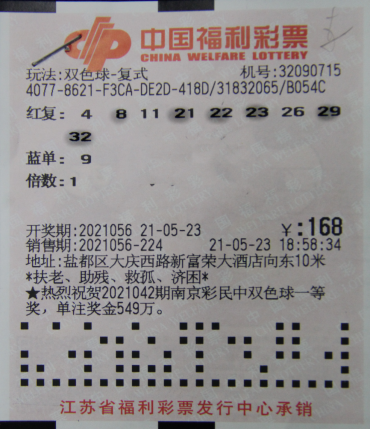 中国福利彩票
CHINA WELFARE LOTTERY
玩法:双色球-复式 机号:32090715
4077-8621-F3CA-DE2D-418D/31832065/B054C
红复: 4 8 11 21 22 23 26 29
32
蓝单: 9
倍数:1
开奖期:2021056 21-05-23 ¥:168
销售期:2021056-224 21-05-23 18:58:34
地址:盐都区大庆西路新富荣大酒店向东10米
*扶老、助残、救孤、济困*
★热烈祝贺2021042期南京彩民中双色球一等
奖，单注奖金549万。
江苏省福利彩票发行中心承销